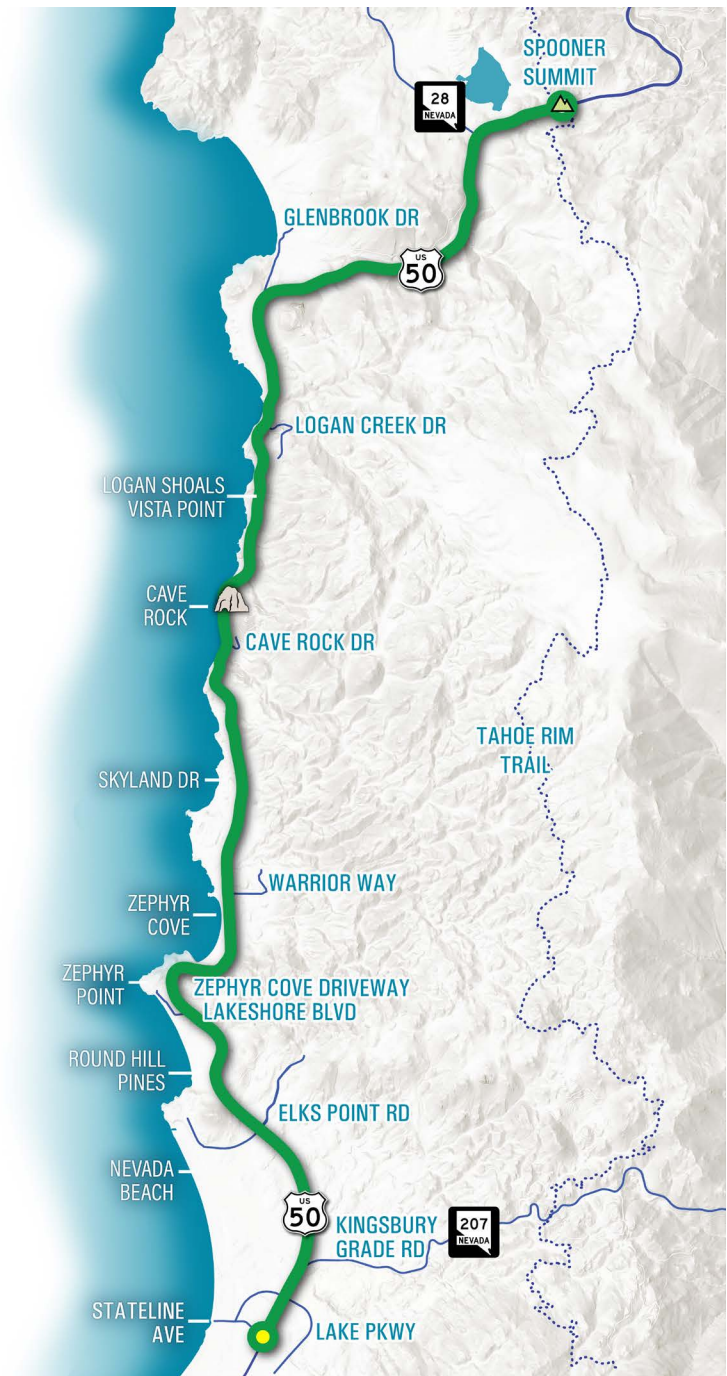 SPOONER
SUMMIT
28
NEVADA
GLENBROOK DR
US
50
LOGAN CREEK DR
LOGAN SHOALS
VISTA POINT
CAVE
ROCK
CAVE ROCK DR
TAHOE RIM
TRAIL
SKYLAND DR
WARRIOR WAY
ZEPHYR
COVE
ZEPHYR
POINT
ZEPHYR COVE DRIVEWAY
LAKESHORE BLVD
ROUND HILL
PINES
ELKS POINT RD
NEVADA
BEACH
US
50
KINGSBURY
GRADE RD
207
NEVADA
STATELINE
AVE
LAKE PKWY